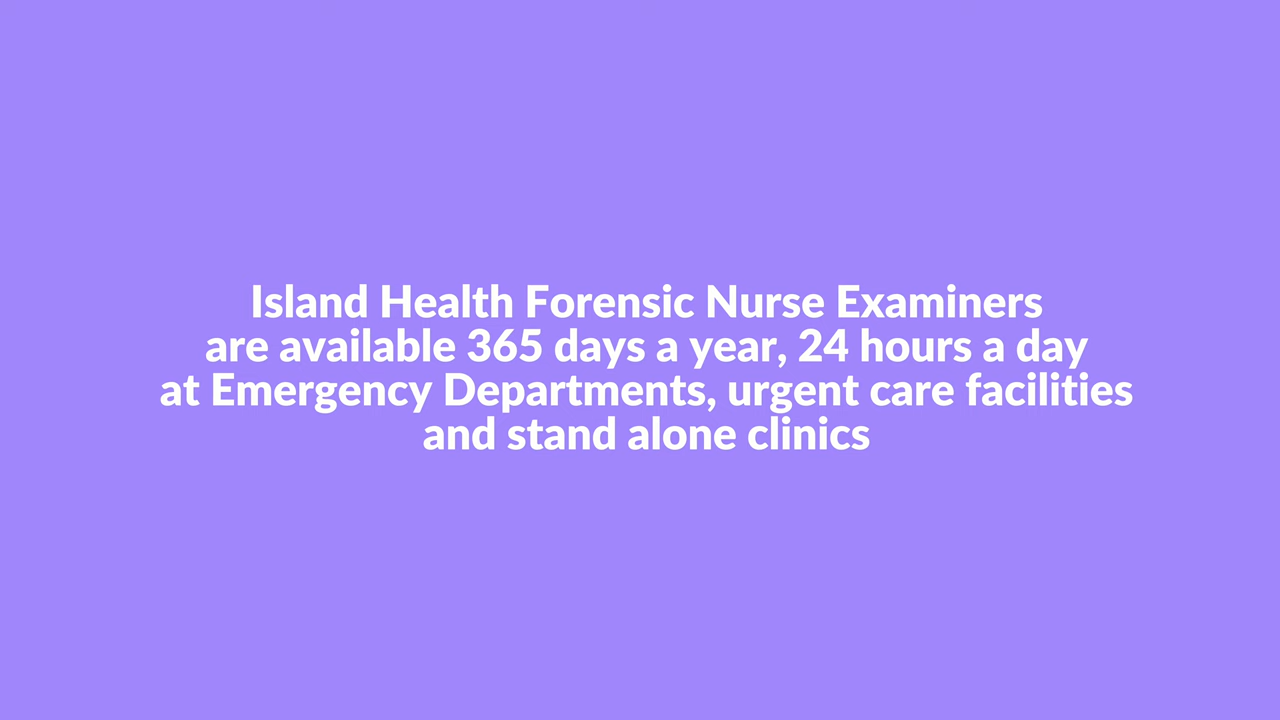 Island Health Forensic Nurse Examiners
are available 365 days a year, 24 hours a day
at Emergency Departments, urgent care facilities
and stand alone clinics